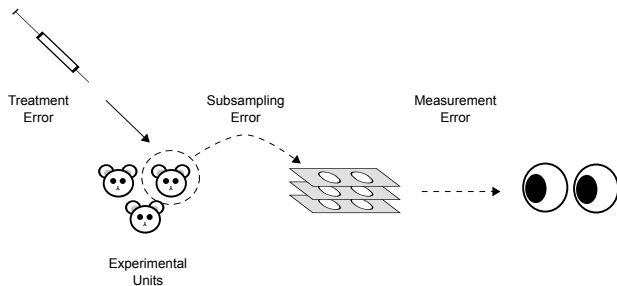 Treatment
Error
Subsampling
Error
Measurement
Error
Experimental
Units